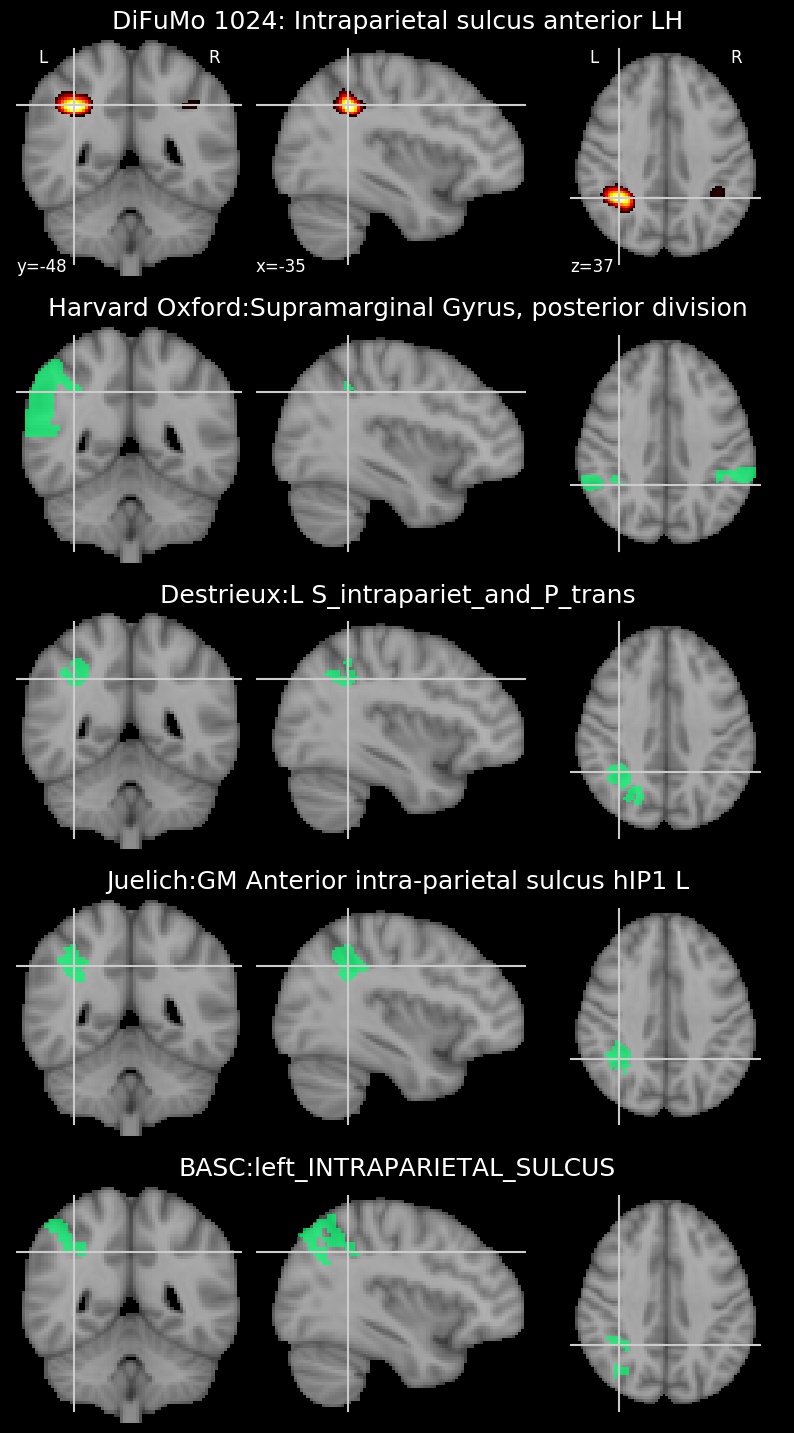 DiFuMo 1024: Intraparietal sulcus anterior LH
L R L R
y=-48 x=-35 z=37
Harvard Oxford:Supramarginal Gyrus, posterior division
Destrieux:L S_intrapariet_and_P_trans
Juelich:GM Anterior intra-parietal sulcus hIP1 L
BASC:left_INTRAPARIETAL_SULCUS